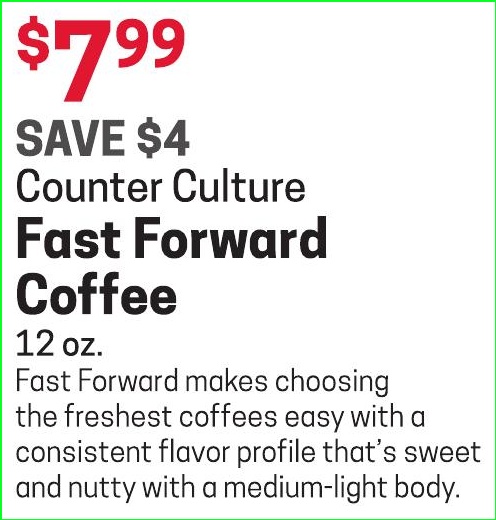 $7.99
SAVE $4
Counter Culture
Fast Forward
Coffee
12 oz.
Fast Forward makes choosing
the freshest coffees easy with a
consistent flavor profile that's sweet
and nutty with a medium-light body.